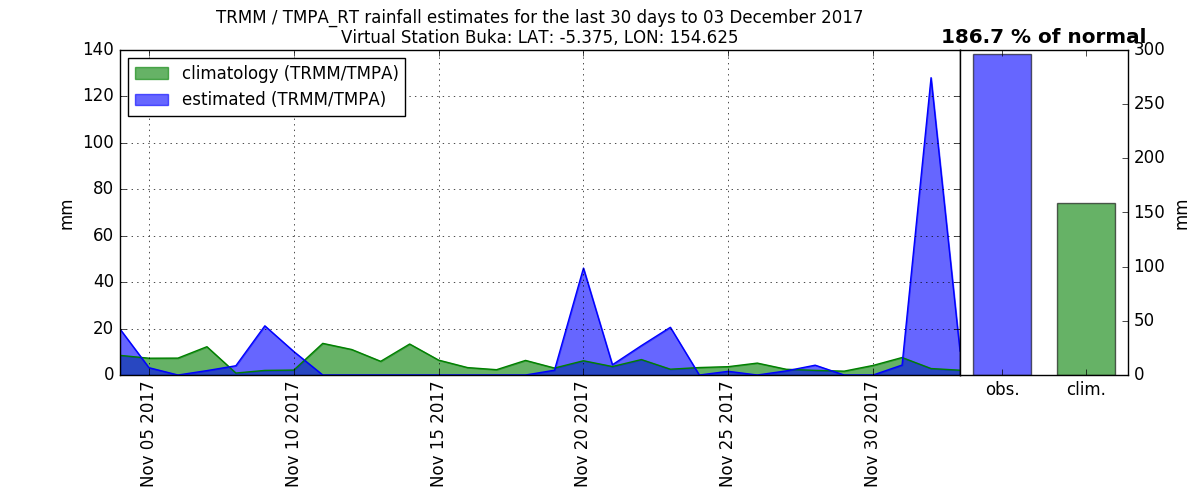 TRMM / TMPA_RT rainfall estimates for the last 30 days to 03 December 2017
Virtual Station Buka: LAT: -5.375, LON: 154.625
186.7 % of normal
climatology (TRMM/TMPA)
estimated (TRMM/TMPA)
mm
140
120
100
80
60
40
20
0
Nov 05 2017
Nov 10 2017
Nov 15 2017
Nov 20 2017
Nov 25 2017
Nov 30 2017
obs.
clim.
300
250
200
150
100
50
0
mm